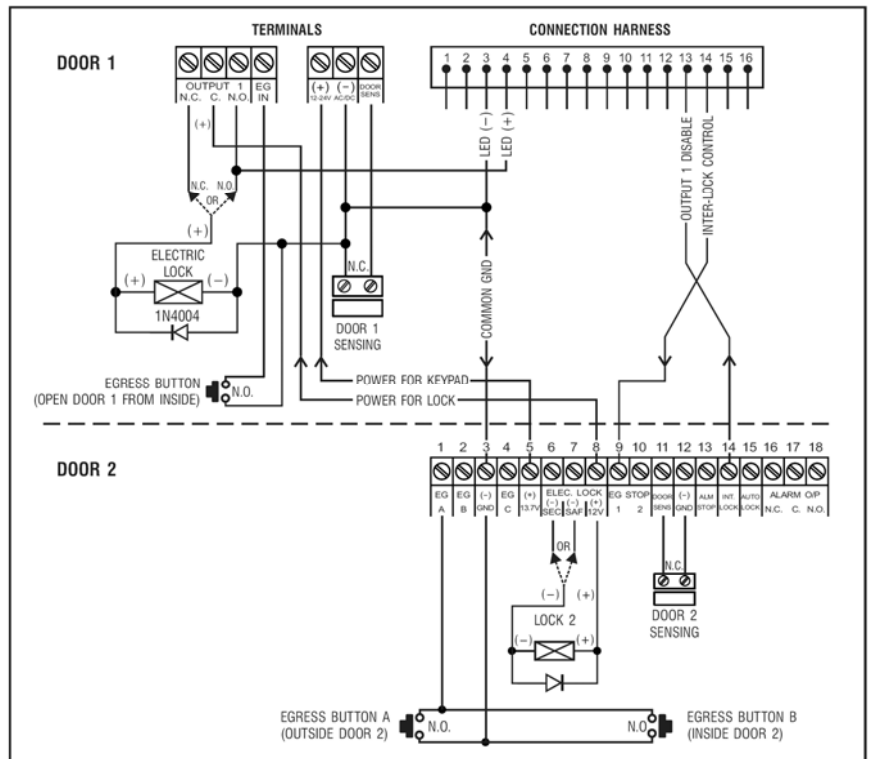 TERMINALS
CONNECTION HARNESS
DOOR 1
OUTPUT 1
N.C. C. N.O.
EG
IN
(+)
12-24V
(-)
AC/DC
DOOR
SENS
1 2 3 4 5 6 7 8 9 10 11 12 13 14 15 16
(+)
LED (-)
LED (+)
OUTPUT 1 DISABLE
INTER-LOCK CONTROL
N.C. N.O.
OR
(+)
ELECTRIC
LOCK
(+) (-)
1N4004
N.C.
DOOR 1
SENSING
COMMON GND
EGRESS BUTTON
(OPEN DOOR 1 FROM INSIDE)
N.O.
POWER FOR KEYPAD
POWER FOR LOCK
DOOR 2
1 2 3 4 5 6 7 8 9 10 11 12 13 14 15 16 17 18
EG
A
EG
B
(-)
GND
EG
C
(+)
13.7V
ELEC. LOCK
(-)
SEC
(-)
SAF
(+)
12V
EG STOP
1 2
DOOR
SENS
(-)
GND
ALM
STOP
INT.
LOCK
AUTO
LOCK
ALARM O/P
N.C. C. N.O.
OR
(-) (+)
LOCK 2
(-) (+)
N.C.
DOOR 2
SENSING
EGRESS BUTTON A
(OUTSIDE DOOR 2)
N.O.
N.O.
EGRESS BUTTON B
(INSIDE DOOR 2)